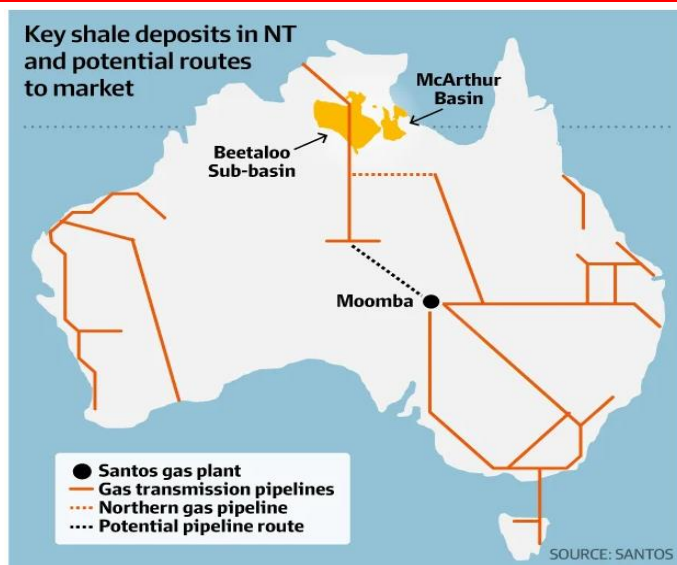 Key shale deposits in NT
and potential routes
to market
McArthur
Basin
Beetaloo
Sub-basin
Moomba
Santos gas plant
Gas transmission pipelines
Northern gas pipeline
Potential pipeline route
SOURCE: SANTOS